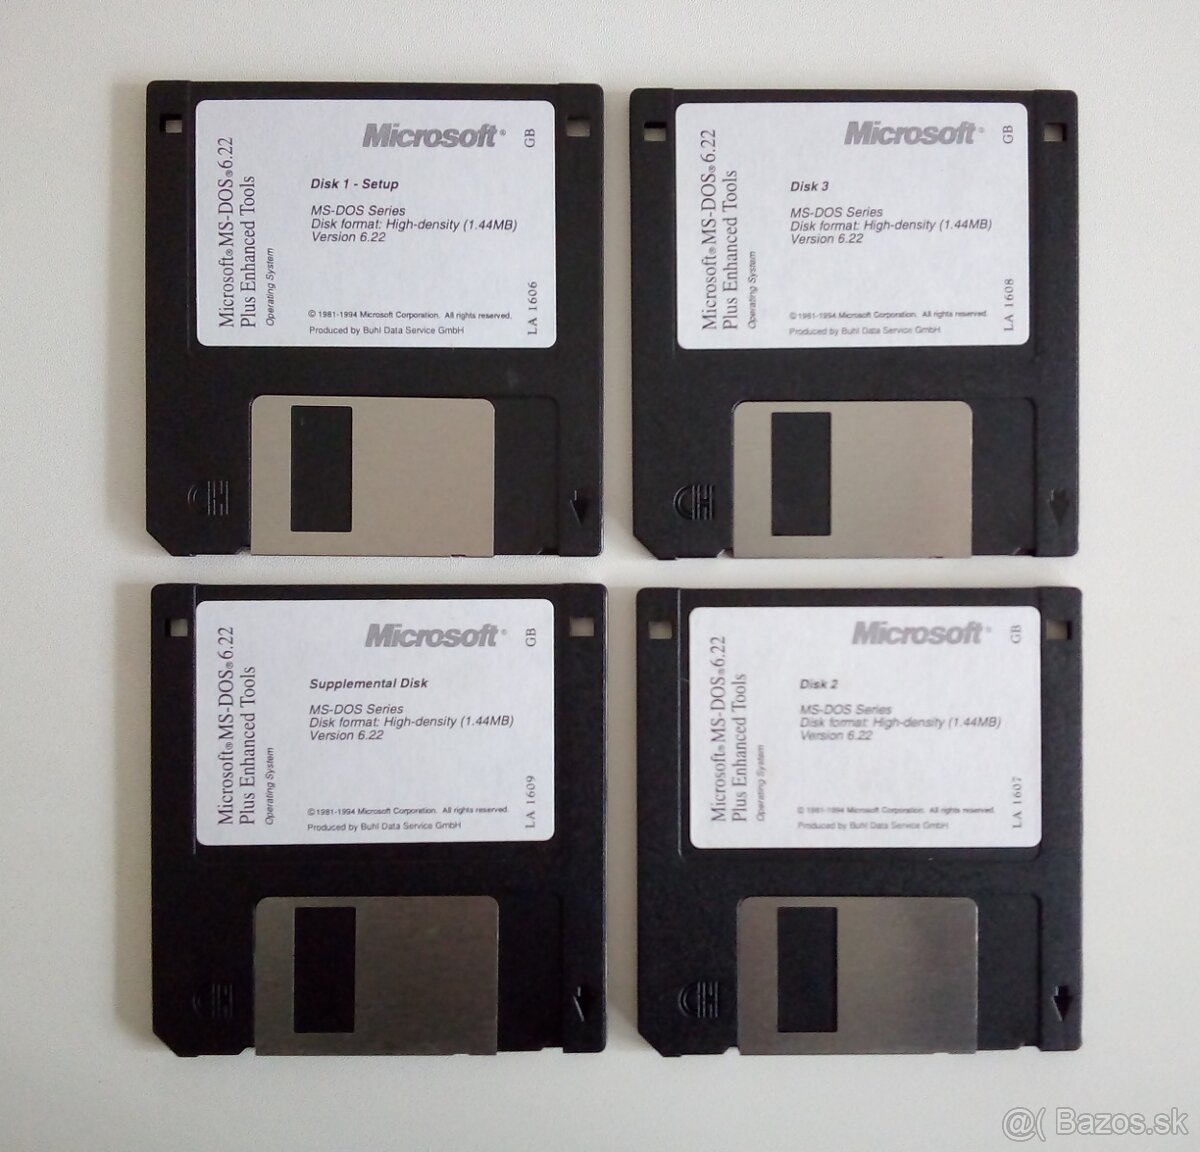 Microsoft®
GB
Microsoft® MS-DOS® 6.22
Plus Enhanced Tools
Operating System
Disk 1 - Setup
MS-DOS Series
Disk format: High-density (1.44MB)
Version 6.22
© 1981-1994 Microsoft Corporation. All rights reserved.
Produced by Buhl Data Service GmbH
LA 1606
Microsoft®
GB
Microsoft® MS-DOS® 6.22
Plus Enhanced Tools
Operating System
Disk 3
MS-DOS Series
Disk format: High-density (1.44MB)
Version 6.22
© 1981-1994 Microsoft Corporation. All rights reserved.
Produced by Buhl Data Service GmbH
LA 1608
Microsoft®
GB
Microsoft® MS-DOS® 6.22
Plus Enhanced Tools
Operating System
Supplemental Disk
MS-DOS Series
Disk format: High-density (1.44MB)
Version 6.22
© 1981-1994 Microsoft Corporation. All rights reserved.
Produced by Buhl Data Service GmbH
LA 1609
Microsoft®
GB
Microsoft® MS-DOS® 6.22
Plus Enhanced Tools
Operating System
Disk 2
MS-DOS Series
Disk format: High-density (1.44MB)
Version 6.22
© 1981-1994 Microsoft Corporation. All rights reserved.
Produced by Buhl Data Service GmbH
LA 1607
@( Bazos.sk